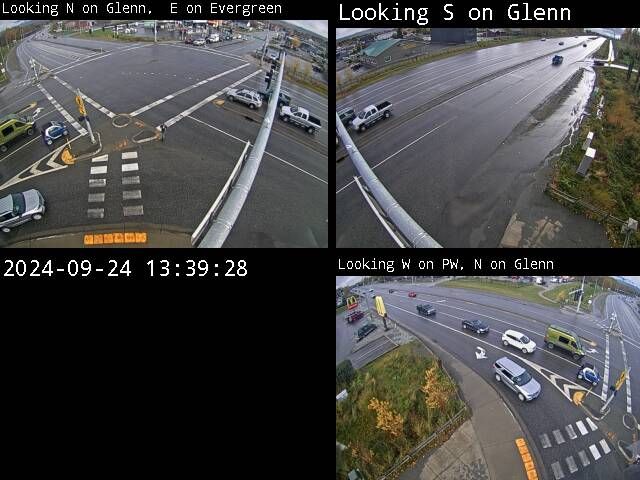 Looking N on Glenn,  E on Evergreen
Looking S on Glenn
2024-09-24 13:39:28
Looking W on PW, N on Glenn